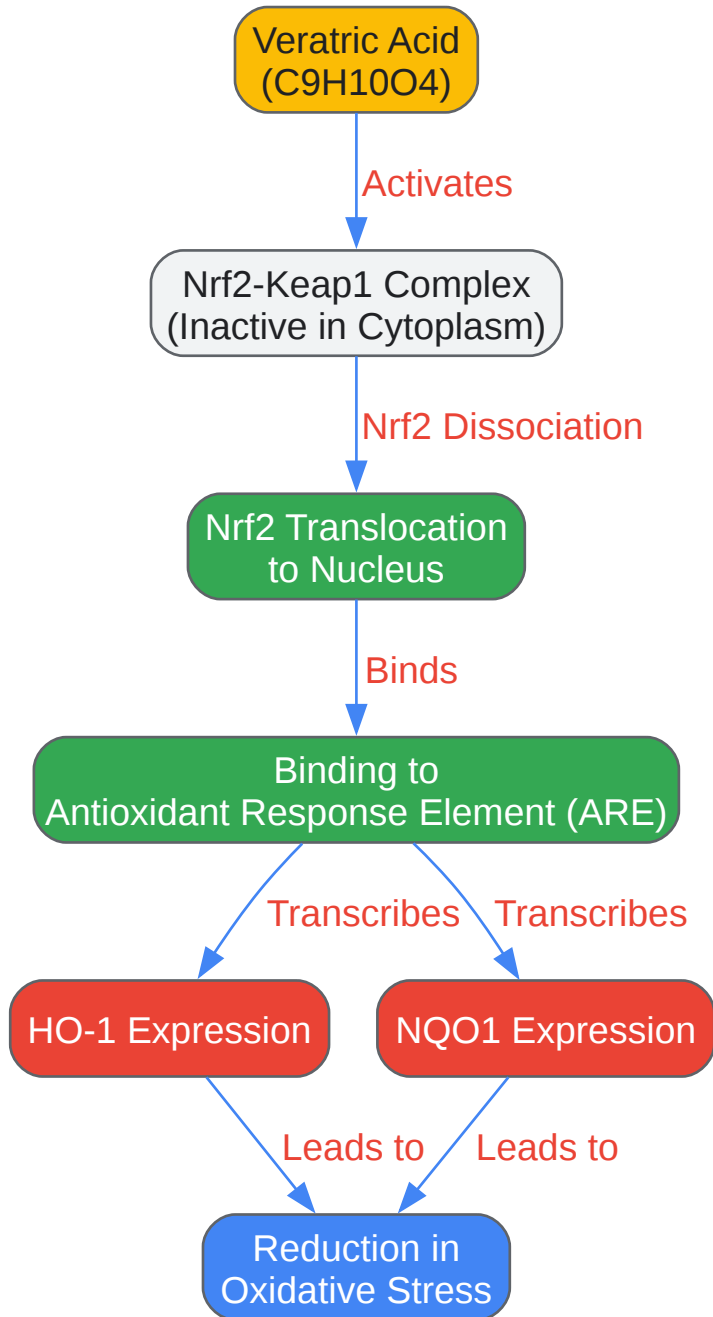 Veratric Acid
(C9H10O4)
Activates
Nrf2-Keap1 Complex
(Inactive in Cytoplasm)
Nrf2 Dissociation
Nrf2 Translocation
to Nucleus
Binds
Binding to
Antioxidant Response Element (ARE)
Transcribes
Transcribes
HO-1 Expression
NQO1 Expression
Leads to
Leads to
Reduction in
Oxidative Stress